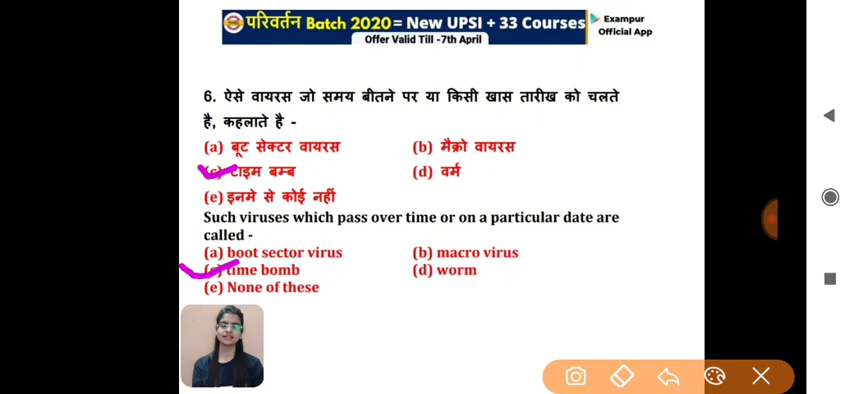 परिवर्तन Batch 2020 = New UPSI + 33 Courses
Offer Valid Till -7th April
Exampur
Official App
6. ऐसे वायरस जो समय बीतने पर या किसी खास तारीख को चलते
है, कहलाते है -
(a) बूट सेक्टर वायरस (b) मैक्रो वायरस
(c) टाइम बम्ब (d) वर्म
(e) इनमे से कोई नहीं
Such viruses which pass over time or on a particular date are
called -
(a) boot sector virus (b) macro virus
(c) time bomb (d) worm
(e) None of these